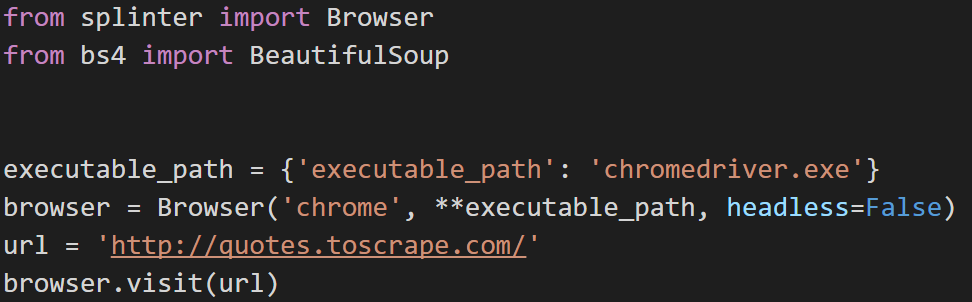 from splinter import Browser
from bs4 import BeautifulSoup
executable_path = {'executable_path': 'chromedriver.exe'}
browser = Browser('chrome', **executable_path, headless=False)
url = 'http://quotes.toscrape.com/'
browser.visit(url)